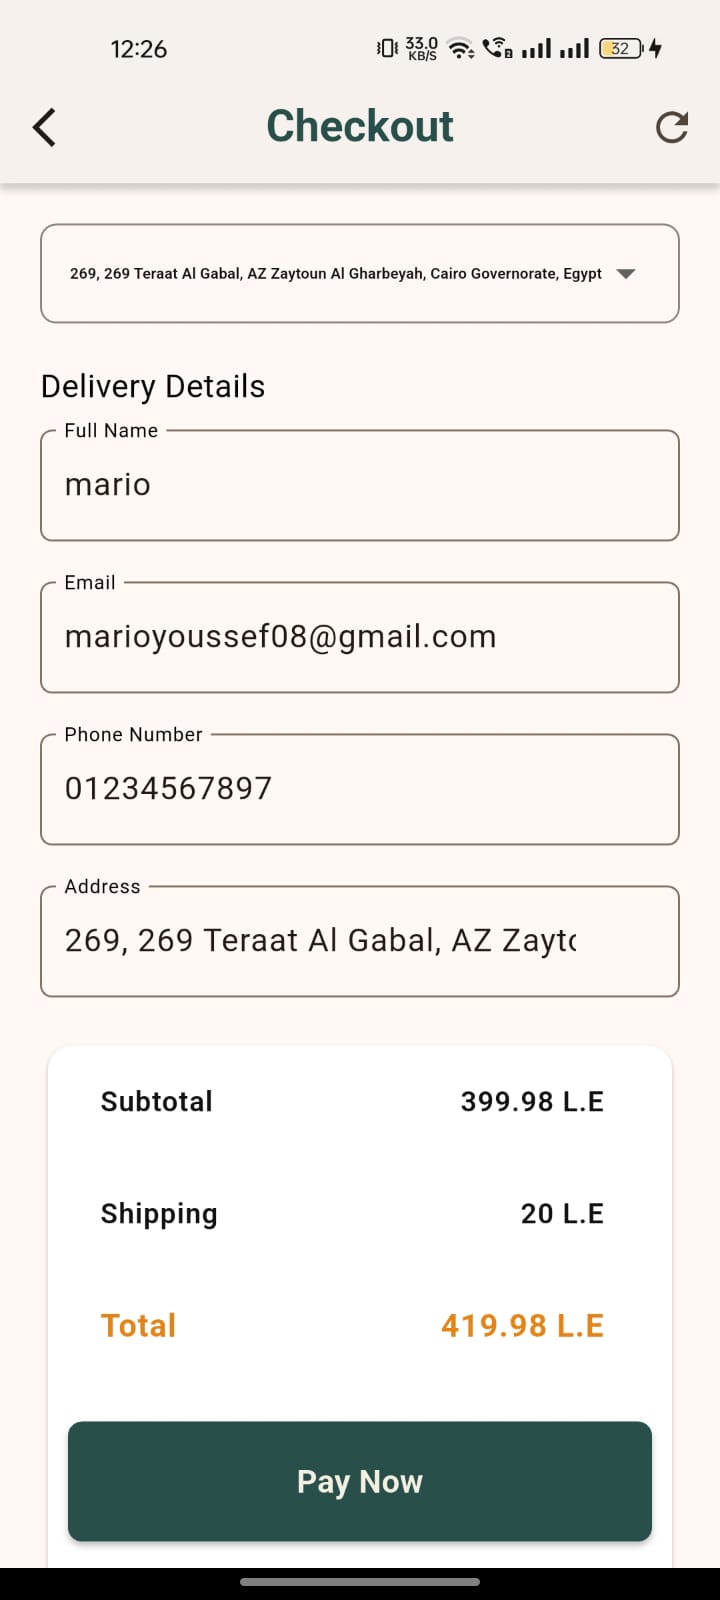 12:26
33.0
KB/S
32
Checkout
269, 269 Teraat Al Gabal, AZ Zaytoun Al Gharbeyah, Cairo Governorate, Egypt
Delivery Details
Full Name
mario
Email
marioyoussef08@gmail.com
Phone Number
01234567897
Address
269, 269 Teraat Al Gabal, AZ Zayto
Subtotal 399.98 L.E
Shipping 20 L.E
Total 419.98 L.E
Pay Now